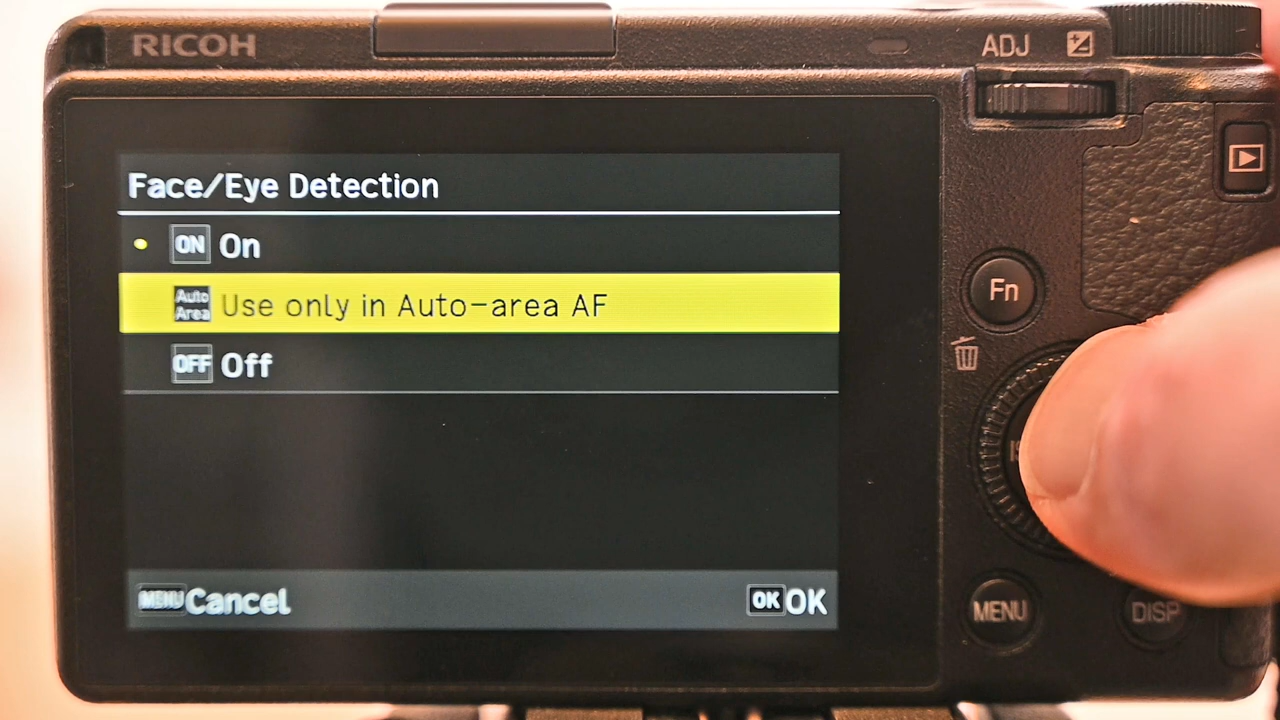 RICOH
ADJ
Face/Eye Detection
ON On
Auto Area Use only in Auto-area AF
OFF Off
MENU Cancel
OK OK
Fn
MENU
DISP